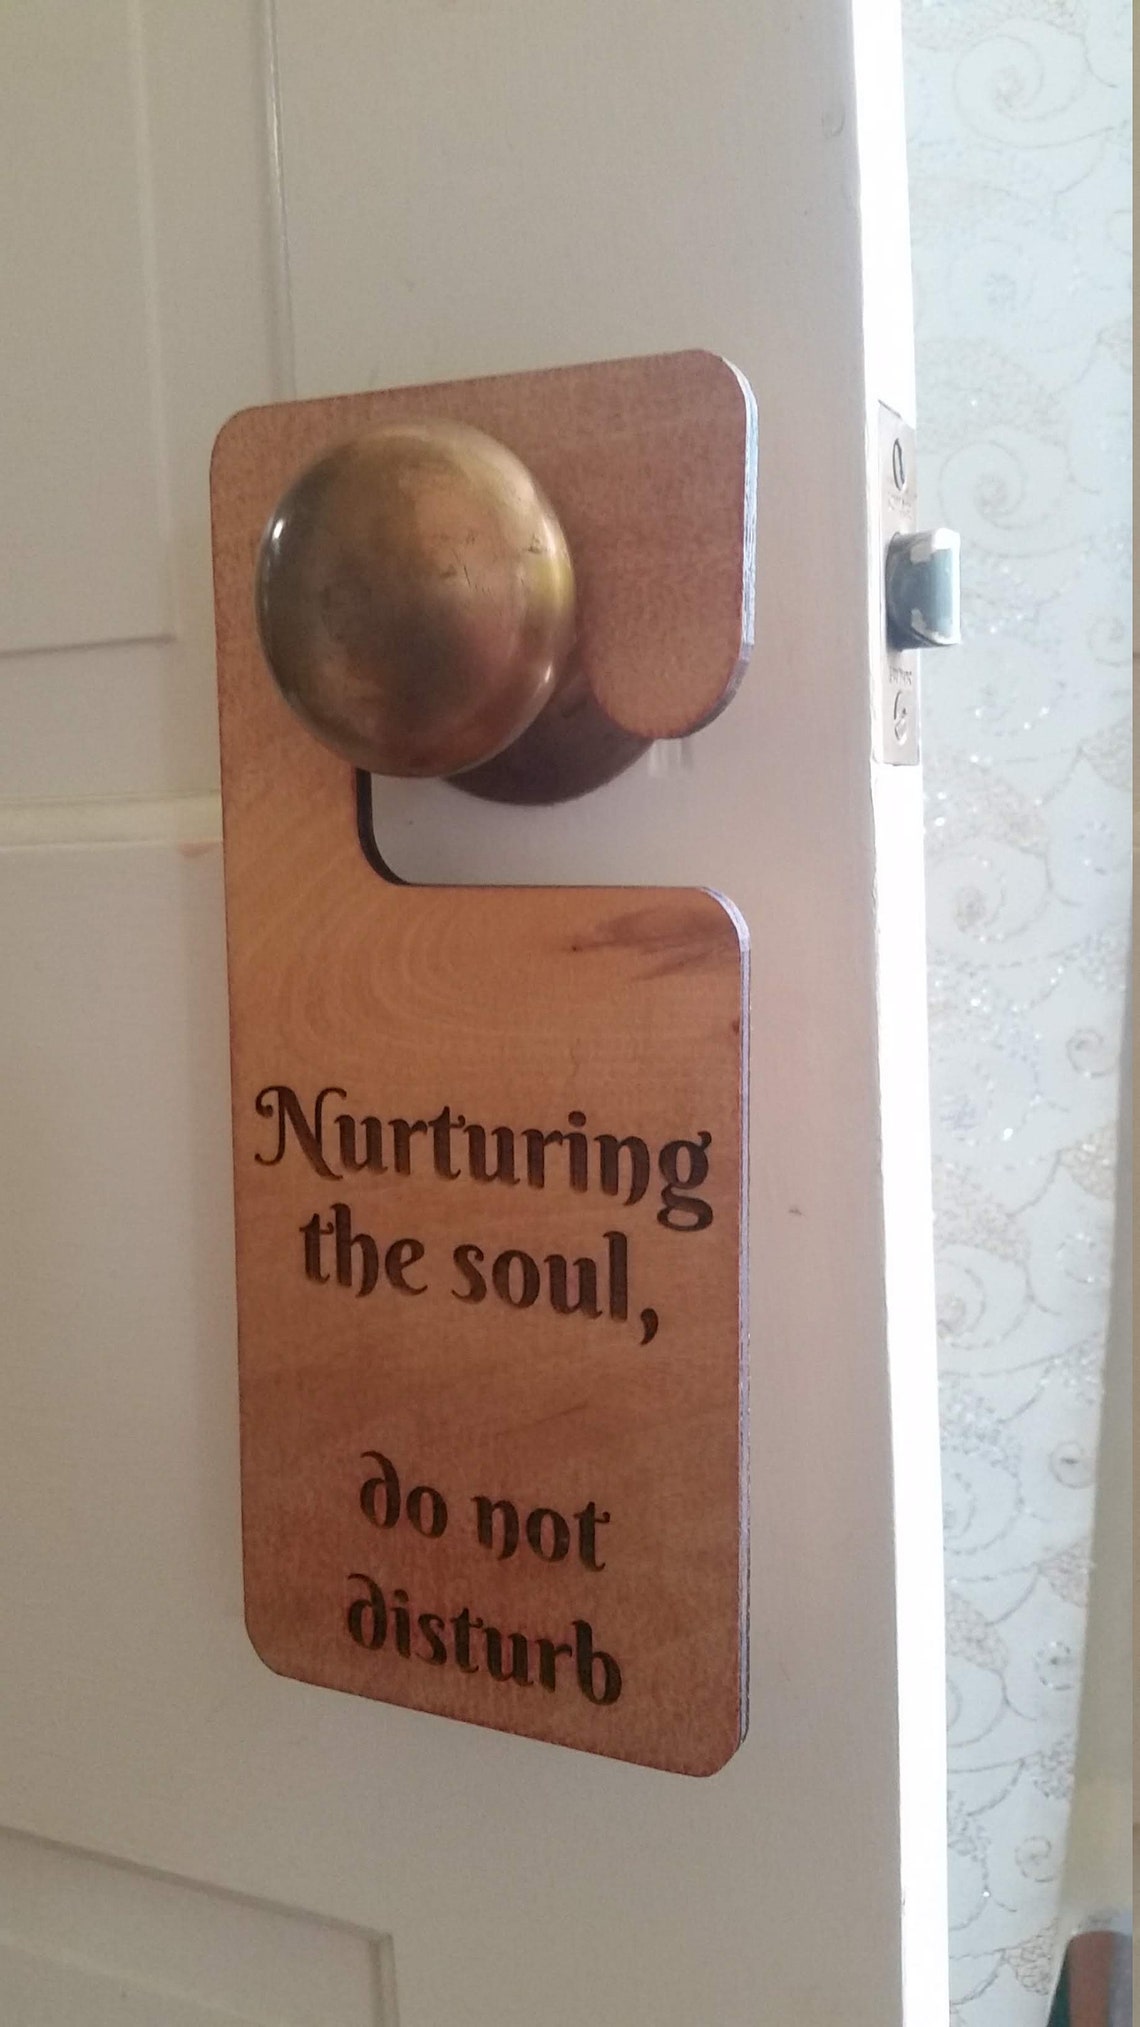 Nurturing
the soul,
do not
disturb